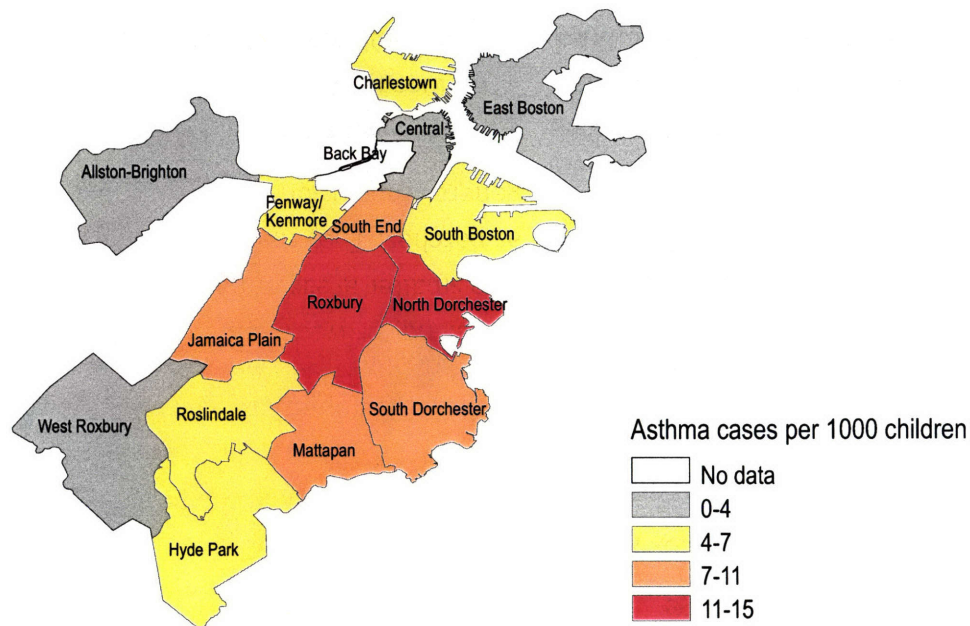 Charlestown
East Boston
Central
Back Bay
Allston-Brighton
Fenway/
Kenmore
South End
South Boston
Roxbury
North Dorchester
Jamaica Plain
Roslindale
South Dorchester
West Roxbury
Mattapan
Hyde Park
Asthma cases per 1000 children
No data
0-4
4-7
7-11
11-15